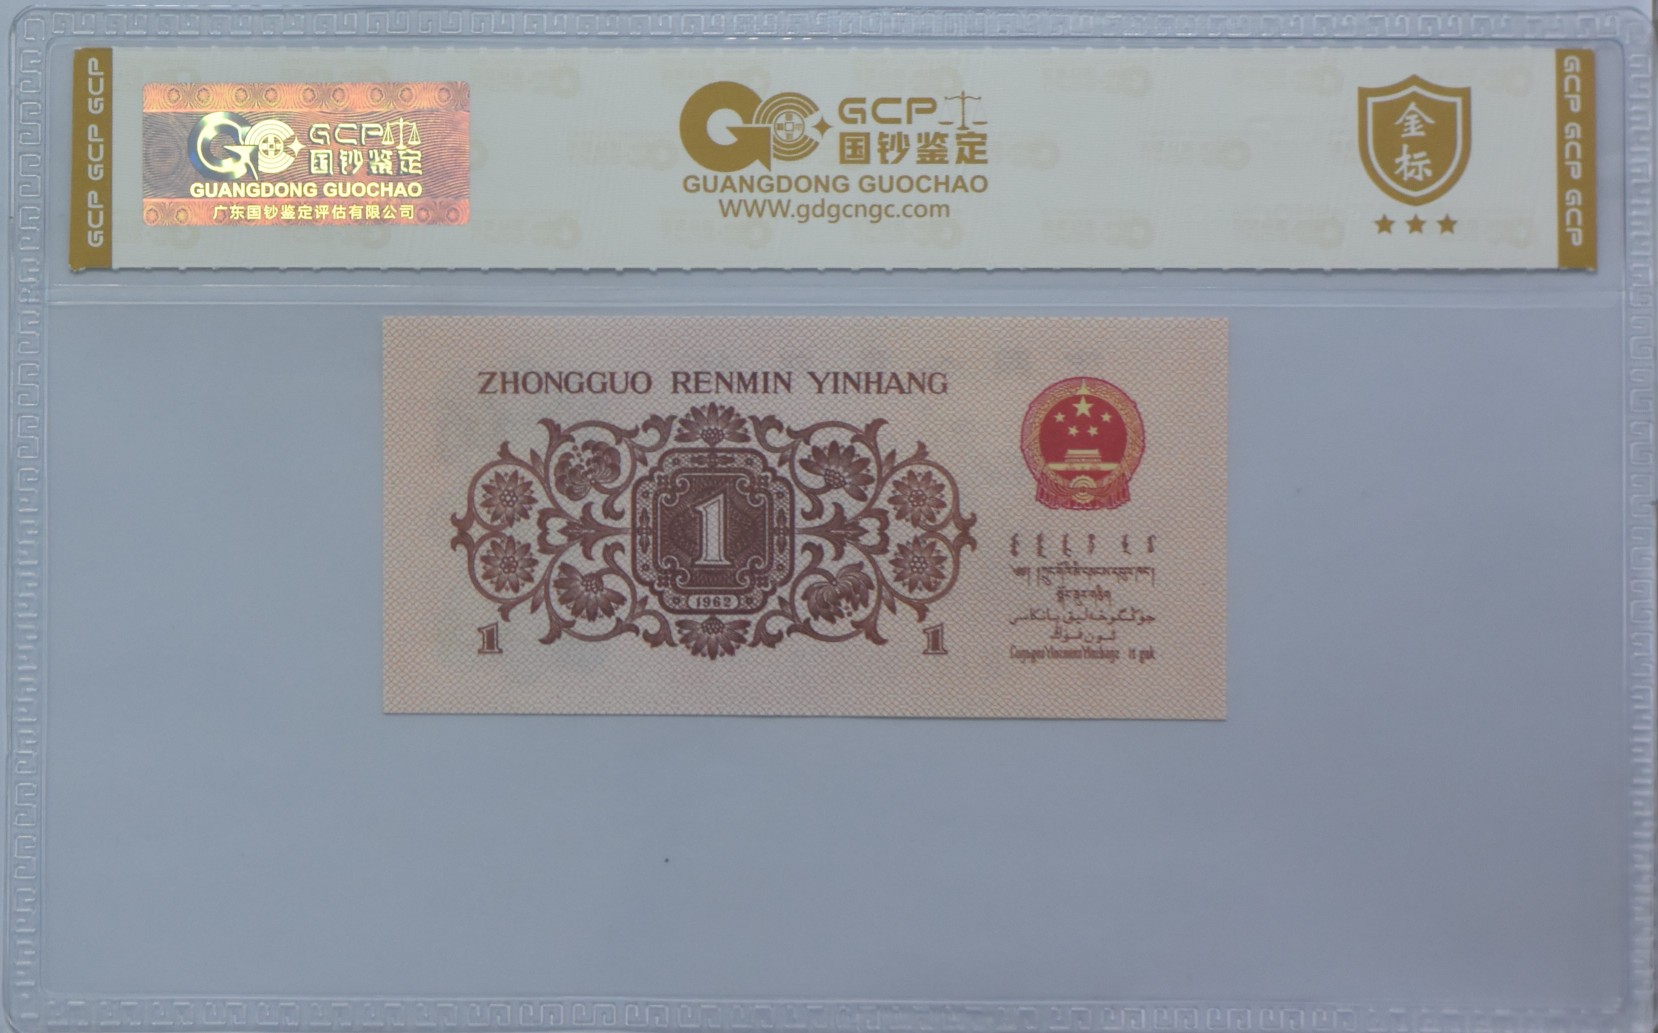 GCP GCP GCP
GCP 国钞鉴定
GUANGDONG GUOCHAO
广东国钞鉴定评估有限公司
GCP
国钞鉴定
GUANGDONG GUOCHAO
WWW.gdgcngc.com
金标
GCP GCP GCP
ZHONGGUO RENMIN YINHANG
1
1962
1
1